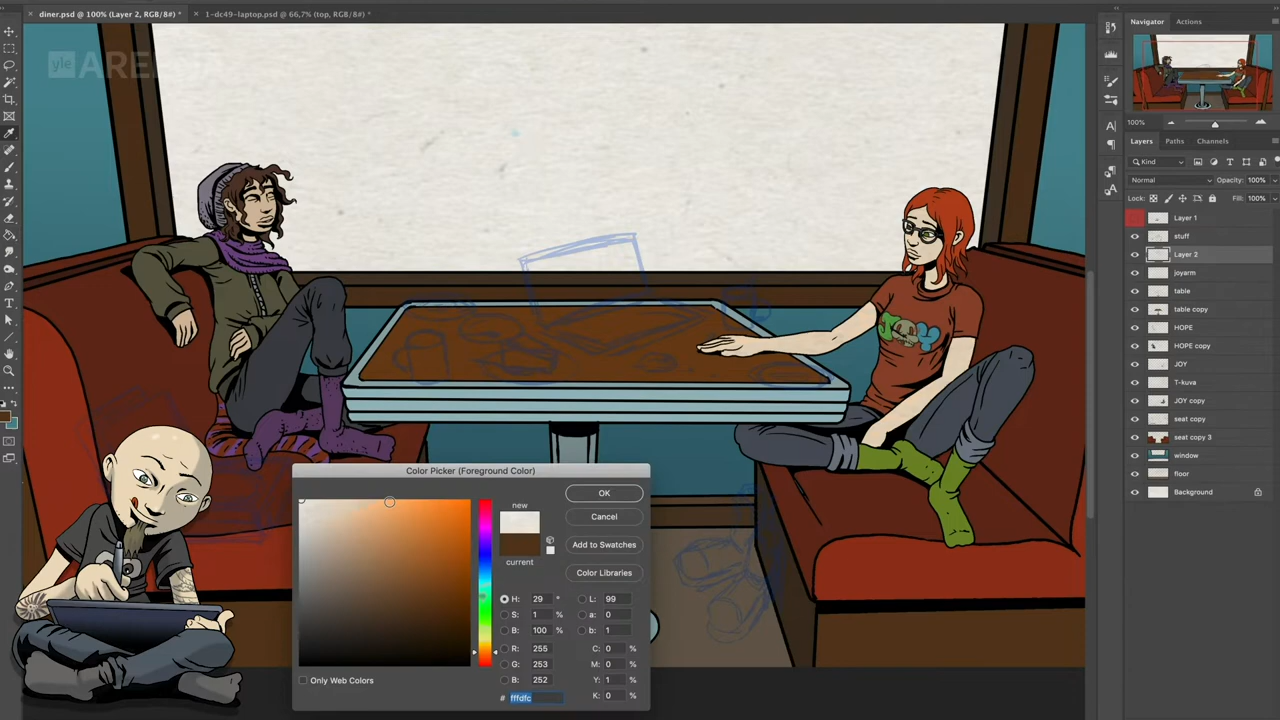 diner.psd @ 100% (Layer 2, RGB/8#) *
1-dc49-laptop.psd @ 66,7% (top, RGB/8#) *
yle AREENA
Navigator
Actions
100%
Layers
Paths
Channels
Kind
Normal
Opacity: 100%
Lock:
Fill: 100%
Layer 1
stuff
Layer 2
joyarm
table
table copy
HOPE
HOPE copy
JOY
T-kuva
JOY copy
seat copy
seat copy 3
window
floor
Background
JOY
Color Picker (Foreground Color)
new
current
OK
Cancel
Add to Swatches
Color Libraries
H: 29 °
S: 1 %
B: 100 %
R: 255
G: 253
B: 252
# fffdfc
L: 99
a: 0
b: 1
C: 0 %
M: 0 %
Y: 1 %
K: 0 %
Only Web Colors